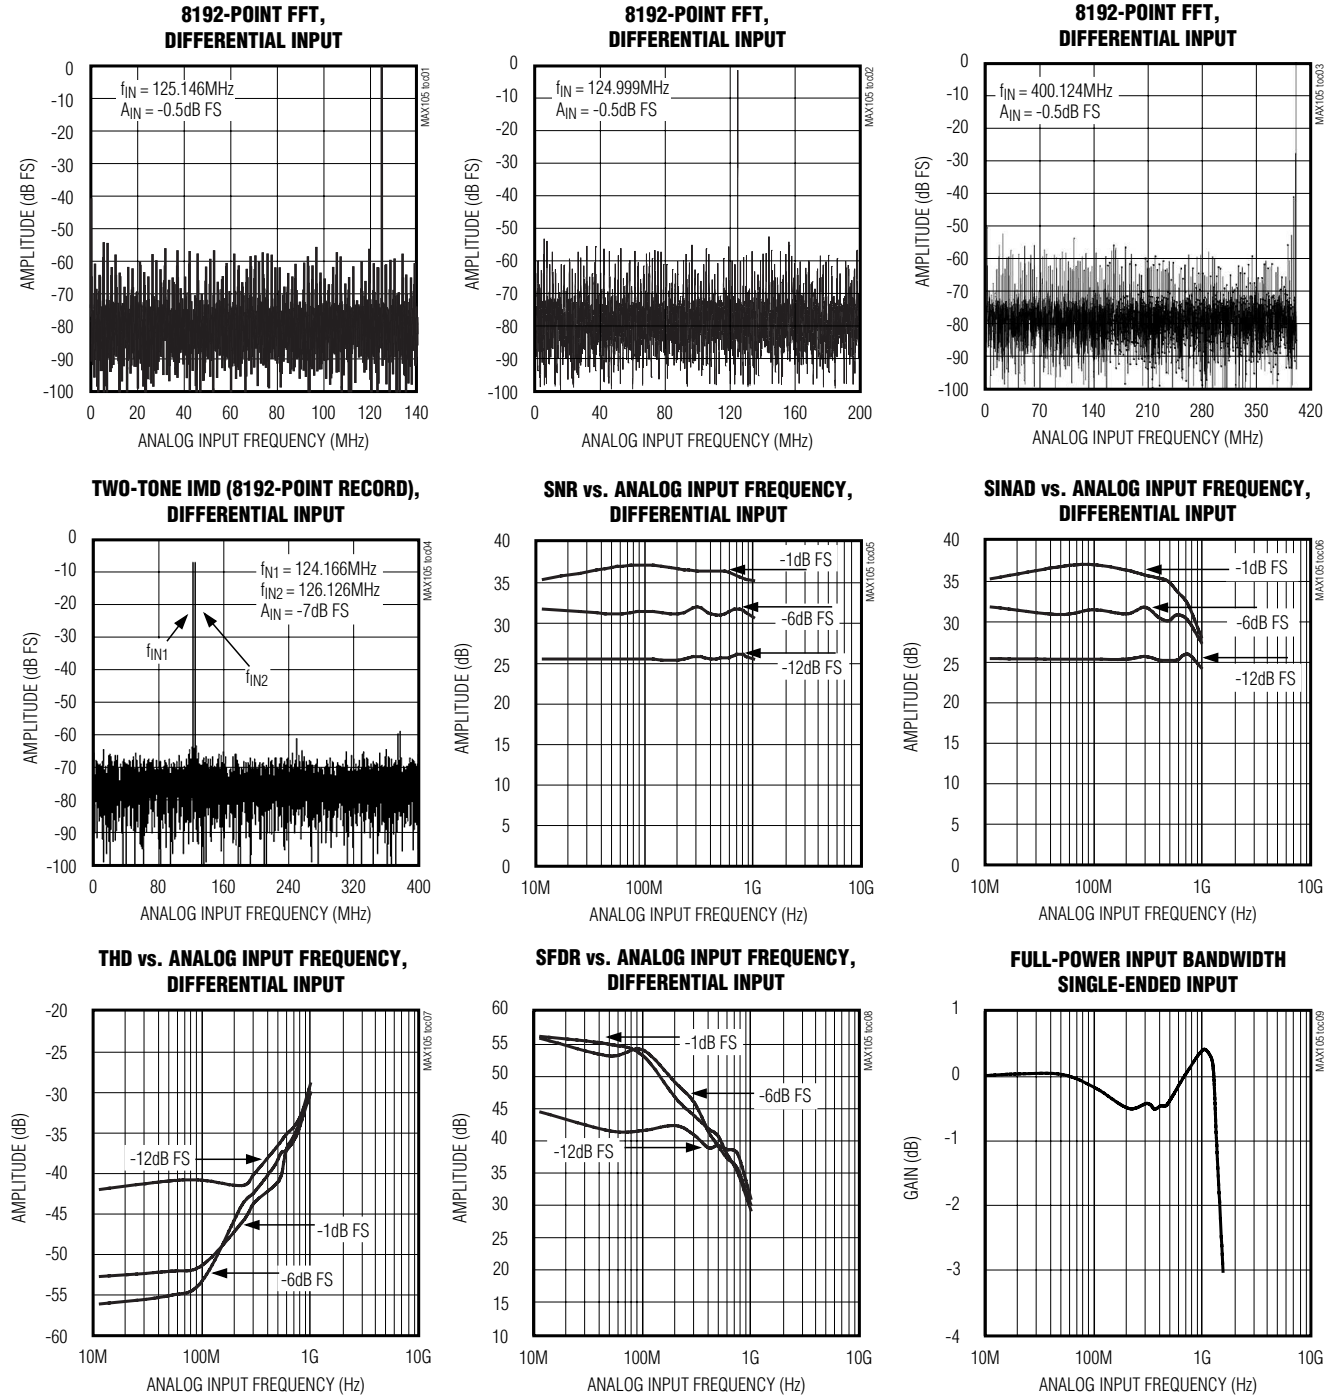 8192-POINT FFT,
DIFFERENTIAL INPUT
fIN = 125.146MHz
AIN = -0.5dB FS
MAX105 toc01
AMPLITUDE (dB FS)
0
-10
-20
-30
-40
-50
-60
-70
-80
-90
-100
0 20 40 60 80 100 120 140
ANALOG INPUT FREQUENCY (MHz)
8192-POINT FFT,
DIFFERENTIAL INPUT
fIN = 124.999MHz
AIN = -0.5dB FS
MAX105 toc02
AMPLITUDE (dB FS)
0
-10
-20
-30
-40
-50
-60
-70
-80
-90
-100
0 40 80 120 160 200
ANALOG INPUT FREQUENCY (MHz)
8192-POINT FFT,
DIFFERENTIAL INPUT
fIN = 400.124MHz
AIN = -0.5dB FS
MAX105 toc03
AMPLITUDE (dB FS)
0
-10
-20
-30
-40
-50
-60
-70
-80
-90
-100
0 70 140 210 280 350 420
ANALOG INPUT FREQUENCY (MHz)
TWO-TONE IMD (8192-POINT RECORD),
DIFFERENTIAL INPUT
fN1 = 124.166MHz
fIN2 = 126.126MHz
AIN = -7dB FS
fIN1
fIN2
MAX105 toc04
AMPLITUDE (dB FS)
0
-10
-20
-30
-40
-50
-60
-70
-80
-90
-100
0 80 160 240 320 400
ANALOG INPUT FREQUENCY (MHz)
SNR vs. ANALOG INPUT FREQUENCY,
DIFFERENTIAL INPUT
-1dB FS
-6dB FS
-12dB FS
MAX105 toc05
AMPLITUDE (dB)
40
35
30
25
20
15
10
5
0
10M 100M 1G 10G
ANALOG INPUT FREQUENCY (Hz)
SINAD vs. ANALOG INPUT FREQUENCY,
DIFFERENTIAL INPUT
-1dB FS
-6dB FS
-12dB FS
MAX105 toc06
AMPLITUDE (dB)
40
35
30
25
20
15
10
5
0
10M 100M 1G 10G
ANALOG INPUT FREQUENCY (Hz)
THD vs. ANALOG INPUT FREQUENCY,
DIFFERENTIAL INPUT
-12dB FS
-1dB FS
-6dB FS
MAX105 toc07
AMPLITUDE (dB)
-20
-25
-30
-35
-40
-45
-50
-55
-60
10M 100M 1G 10G
ANALOG INPUT FREQUENCY (Hz)
SFDR vs. ANALOG INPUT FREQUENCY,
DIFFERENTIAL INPUT
-1dB FS
-6dB FS
-12dB FS
MAX105 toc08
AMPLITUDE (dB)
60
55
50
45
40
35
30
25
20
15
10
10M 100M 1G 10G
ANALOG INPUT FREQUENCY (Hz)
FULL-POWER INPUT BANDWIDTH
SINGLE-ENDED INPUT
MAX105 toc09
GAIN (dB)
1
0
-1
-2
-3
-4
10M 100M 1G 10G
ANALOG INPUT FREQUENCY (Hz)